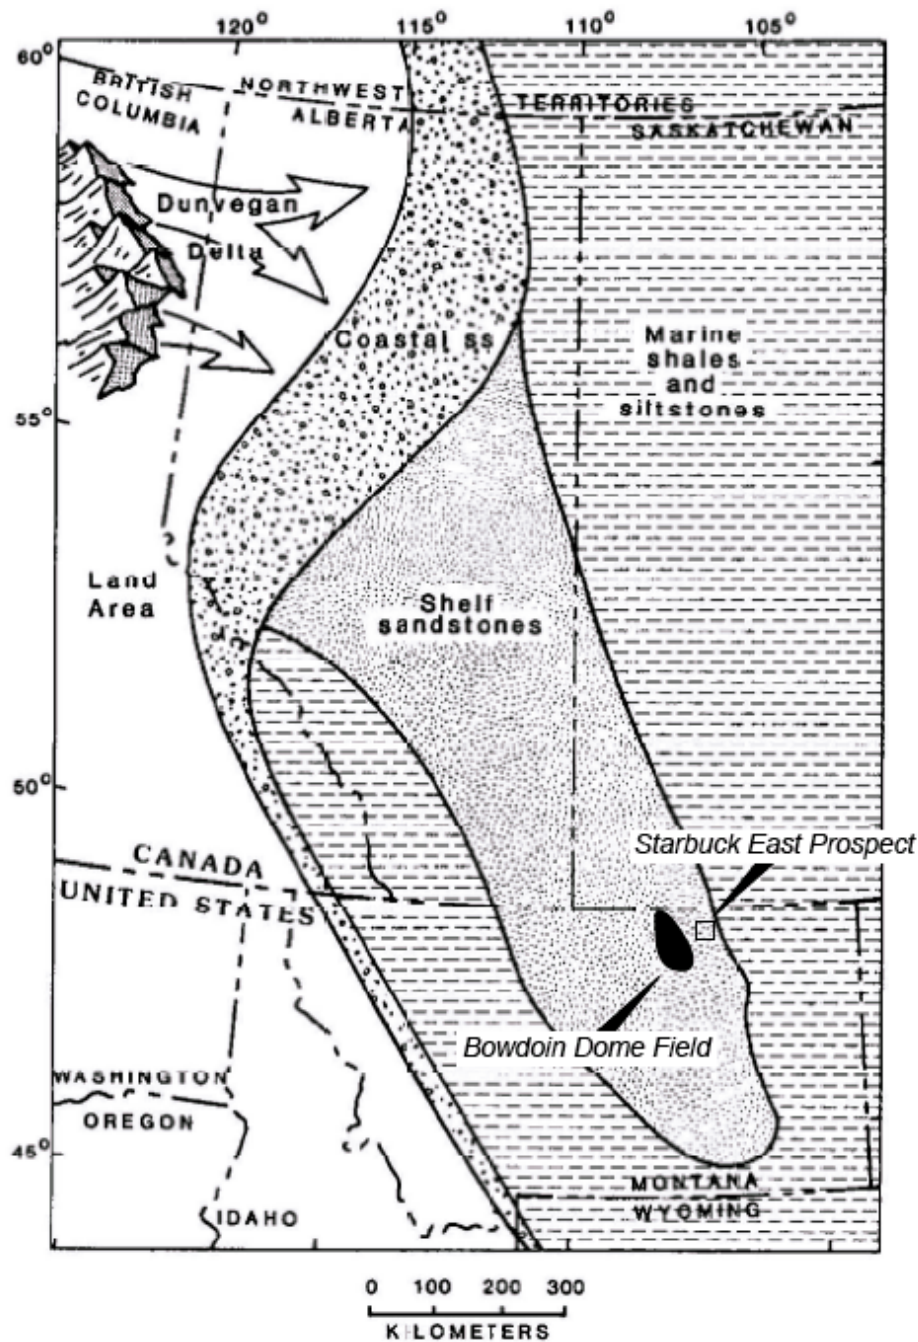 120° 115° 110° 105°
60°
BRITISH
COLUMBIA
NORTHWEST
ALBERTA
TERRITORIES
SASKATCHEWAN
Dunvegan
Delta
Coastal ss
Marine
shales
and
siltstones
55°
Land
Area
Shelf
sandstones
50°
Starbuck East Prospect
CANADA
UNITED STATES
Bowdoin Dome Field
WASHINGTON
OREGON
45°
MONTANA
WYOMING
IDAHO
0 100 200 300
KILOMETERS